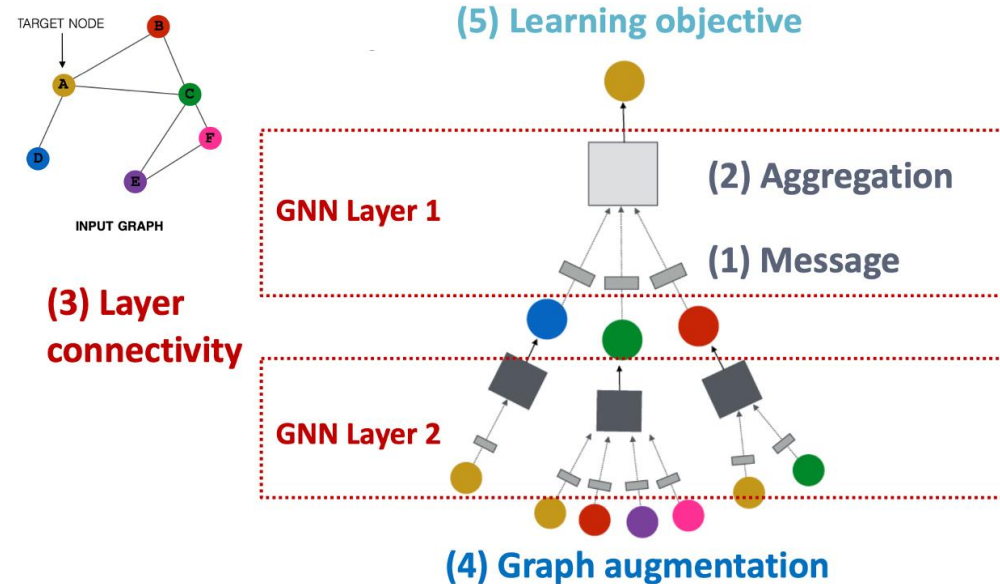 TARGET NODE
B
A
C
F
D
E
INPUT GRAPH
(5) Learning objective
GNN Layer 1
(2) Aggregation
(1) Message
(3) Layer
connectivity
GNN Layer 2
(4) Graph augmentation